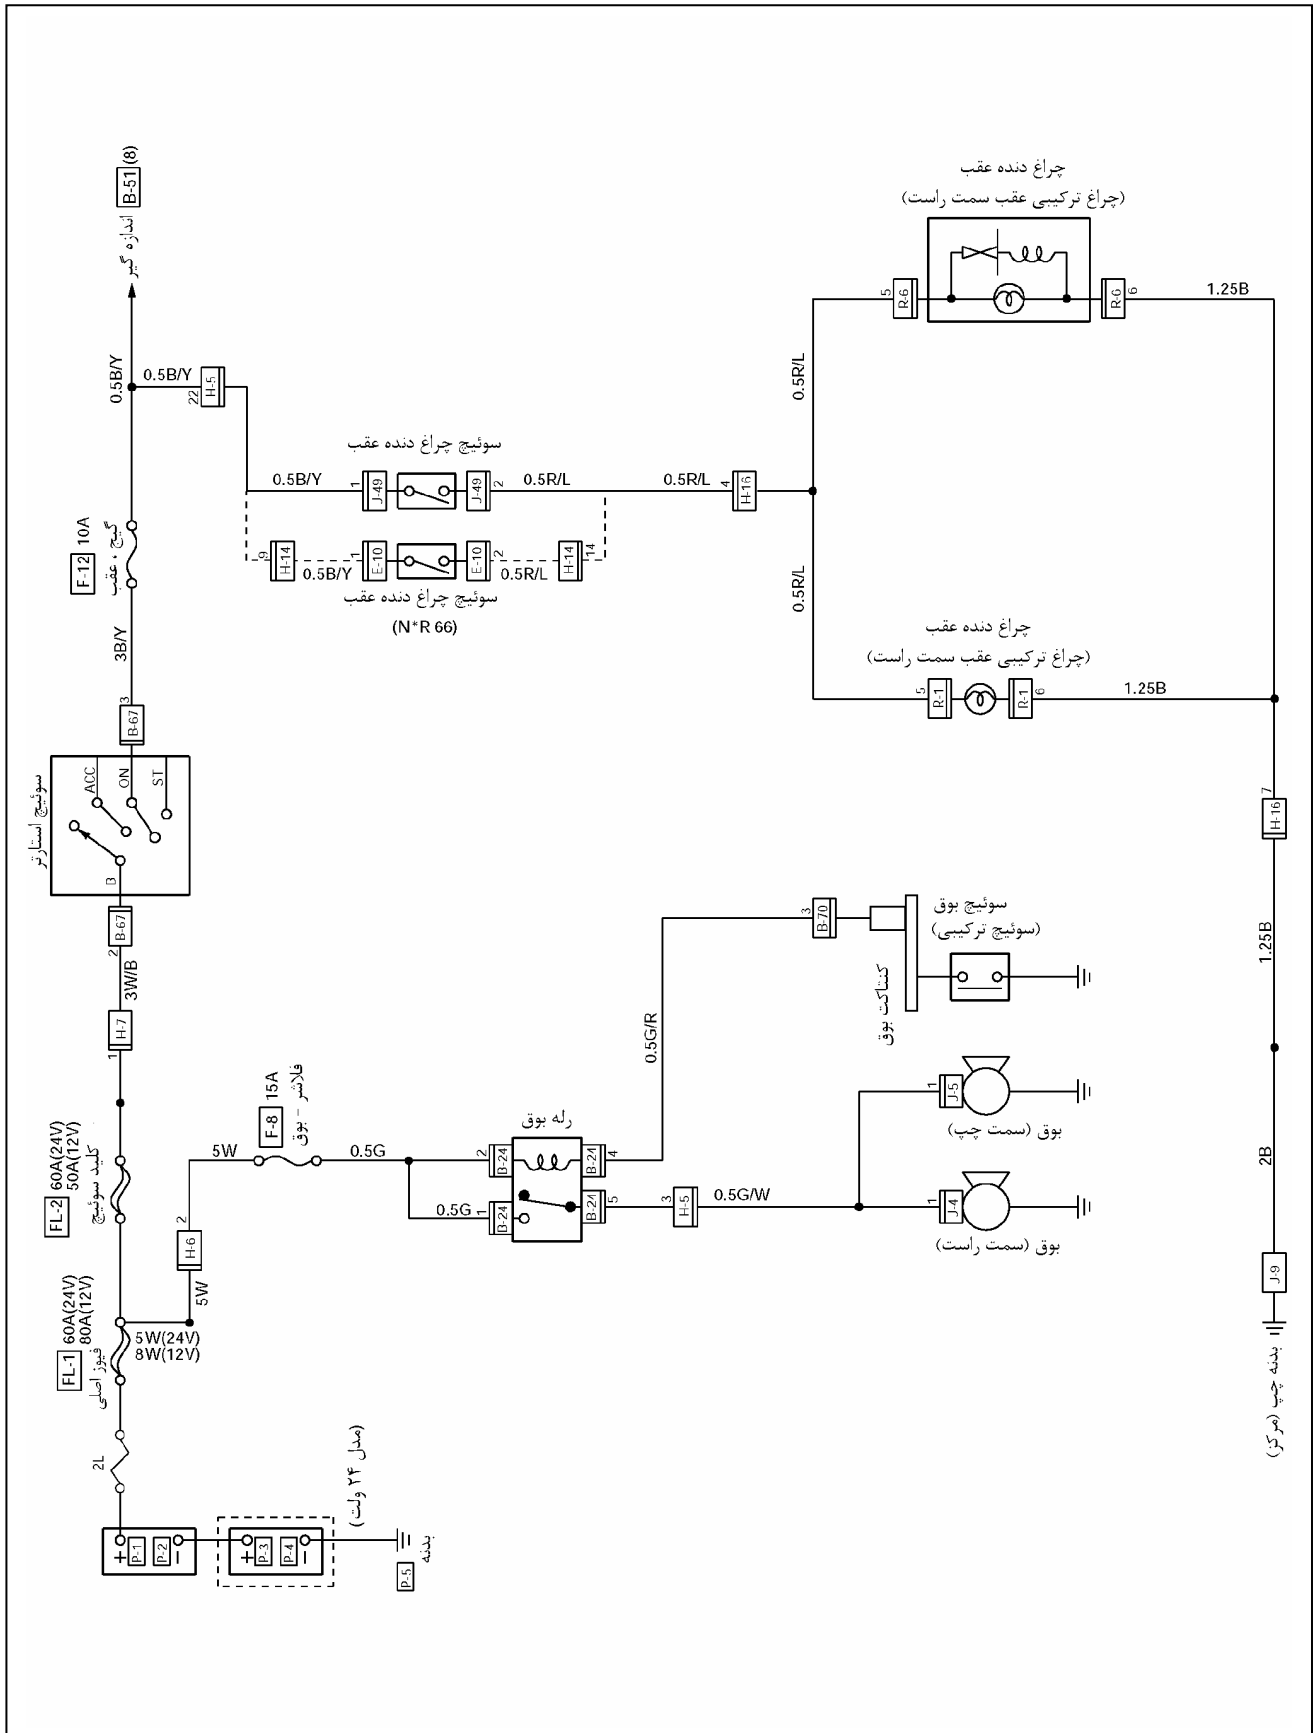 B-51 (8)
اندازه گیر
0.5B/Y
0.5B/Y
22
H-5
F-12 10A
گیج ، عقب
3B/Y
3
B-67
سوئیچ استارتر
ACC
ON
ST
B
B-67
2
3W/B
H-7
1
FL-2 60A(24V)
50A(12V)
کلید سوئیچ
FL-1 60A(24V)
80A(12V)
فیوز اصلی
5W(24V)
8W(12V)
2L
+
P-1
P-2
−
+
P-3
P-4
−
(مدل ۲۴ ولت)
P-5
بدنه
5W
H-6
2
5W
F-8 15A
فلاشر – بوق
0.5G
0.5G
رله بوق
2
B-24
B-24
4
1
B-24
B-24
5
3
H-5
0.5G/W
0.5G/R
3
B-70
سوئیچ بوق
(سوئیچ ترکیبی)
کنتاکت بوق
1
J-5
بوق (سمت چپ)
1
J-4
بوق (سمت راست)
سوئیچ چراغ دنده عقب
0.5B/Y
1
J-49
J-49
2
0.5R/L
0.5R/L
4
H-16
9
H-14
0.5B/Y
1
E-10
E-10
2
0.5R/L
H-14
14
سوئیچ چراغ دنده عقب
(N*R 66)
چراغ دنده عقب
(چراغ ترکیبی عقب سمت راست)
0.5R/L
5
R-6
R-6
6
1.25B
0.5R/L
چراغ دنده عقب
(چراغ ترکیبی عقب سمت راست)
5
R-1
R-1
6
1.25B
7
H-16
1.25B
2B
J-9
بدنه چپ (مرکز)